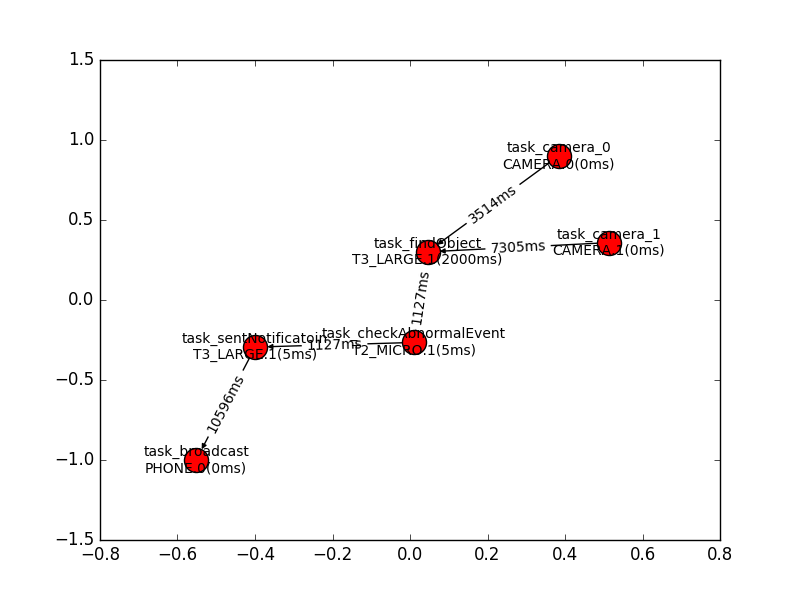 1.5
1.0
0.5
0.0
−0.5
−1.0
−1.5
task_camera_0
CAMERA.0(0ms)
3514ms
task_camera_1
CAMERA.1(0ms)
7305ms
task_findObject
T3_LARGE.1(2000ms)
1127ms
task_checkAbnormalEvent
T2_MICRO.1(5ms)
1127ms
task_sentNotificatoin
T3_LARGE.1(5ms)
10596ms
task_broadcast
PHONE.0(0ms)
−0.8 −0.6 −0.4 −0.2 0.0 0.2 0.4 0.6 0.8